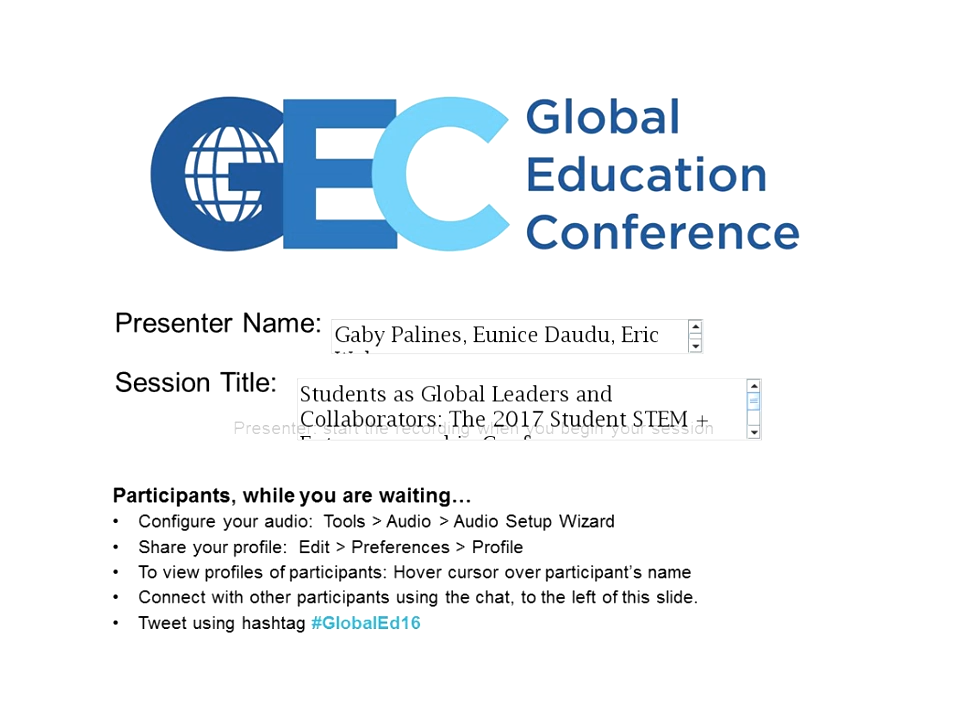 GEC
Global
Education
Conference
Presenter Name:
Gaby Palines, Eunice Daudu, Eric
Session Title:
Students as Global Leaders and
Collaborators: The 2017 Student STEM +
Presenter: start the recording when you begin your session
Participants, while you are waiting…
• Configure your audio: Tools > Audio > Audio Setup Wizard
• Share your profile: Edit > Preferences > Profile
• To view profiles of participants: Hover cursor over participant’s name
• Connect with other participants using the chat, to the left of this slide.
• Tweet using hashtag #GlobalEd16